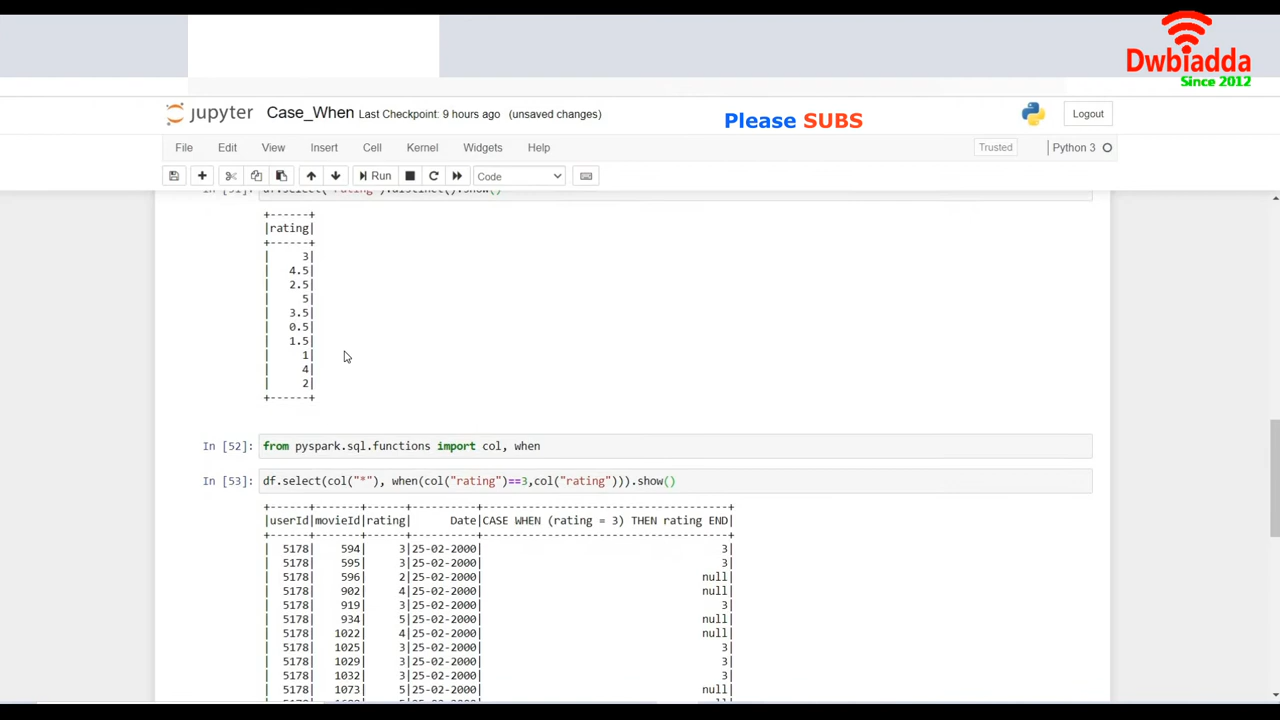 Dwbiadda
Since 2012
jupyter Case_When Last Checkpoint: 9 hours ago (unsaved changes)
Please SUBS
Logout
File Edit View Insert Cell Kernel Widgets Help
Trusted Python 3
Run Code
In [51]: df.select("rating").distinct().show()
+------+
|rating|
+------+
| 3|
| 4.5|
| 2.5|
| 5|
| 3.5|
| 0.5|
| 1.5|
| 1|
| 4|
| 2|
+------+
In [52]: from pyspark.sql.functions import col, when
In [53]: df.select(col("*"), when(col("rating")==3,col("rating"))).show()
+------+-------+------+----------+-----------------------------------+
|userId|movieId|rating| Date|CASE WHEN (rating = 3) THEN rating END|
+------+-------+------+----------+-----------------------------------+
| 5178| 594| 3|25-02-2000| 3|
| 5178| 595| 3|25-02-2000| 3|
| 5178| 596| 2|25-02-2000| null|
| 5178| 902| 4|25-02-2000| null|
| 5178| 919| 3|25-02-2000| 3|
| 5178| 934| 5|25-02-2000| null|
| 5178| 1022| 4|25-02-2000| null|
| 5178| 1025| 3|25-02-2000| 3|
| 5178| 1029| 3|25-02-2000| 3|
| 5178| 1032| 3|25-02-2000| 3|
| 5178| 1073| 5|25-02-2000| null|